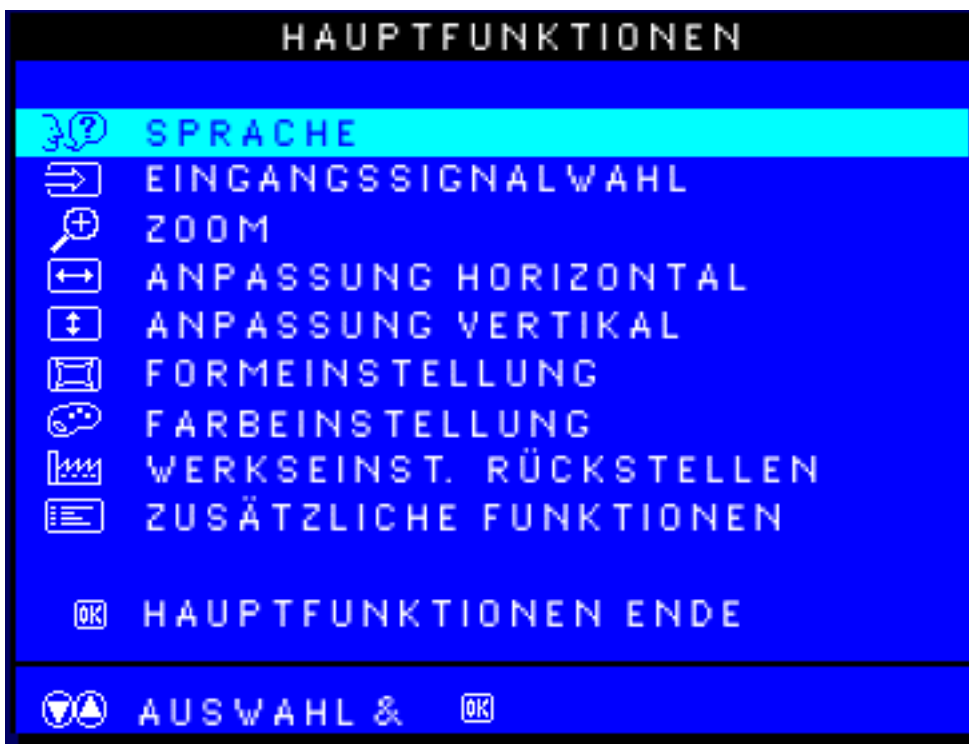 HAUPTFUNKTIONEN
SPRACHE
EINGANGSSIGNALWAHL
ZOOM
ANPASSUNG HORIZONTAL
ANPASSUNG VERTIKAL
FORMEINSTELLUNG
FARBEINSTELLUNG
WERKSEINST. RÜCKSTELLEN
ZUSÄTZLICHE FUNKTIONEN
OK HAUPTFUNKTIONEN ENDE
AUSWAHL & OK